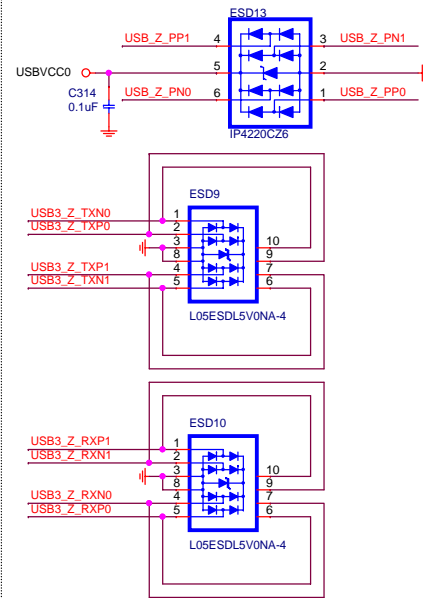 ESD13
USB_Z_PP1 4 3 USB_Z_PN1
USBVCC0 5 2
C314
0.1uF
USB_Z_PN0 6 1 USB_Z_PP0
IP4220CZ6
ESD9
USB3_Z_TXN0 1
USB3_Z_TXP0 2
3 10
8 9
USB3_Z_TXP1 4 7
USB3_Z_TXN1 5 6
L05ESDL5V0NA-4
ESD10
USB3_Z_RXP1 1
USB3_Z_RXN1 2
3 10
8 9
USB3_Z_RXN0 4 7
USB3_Z_RXP0 5 6
L05ESDL5V0NA-4